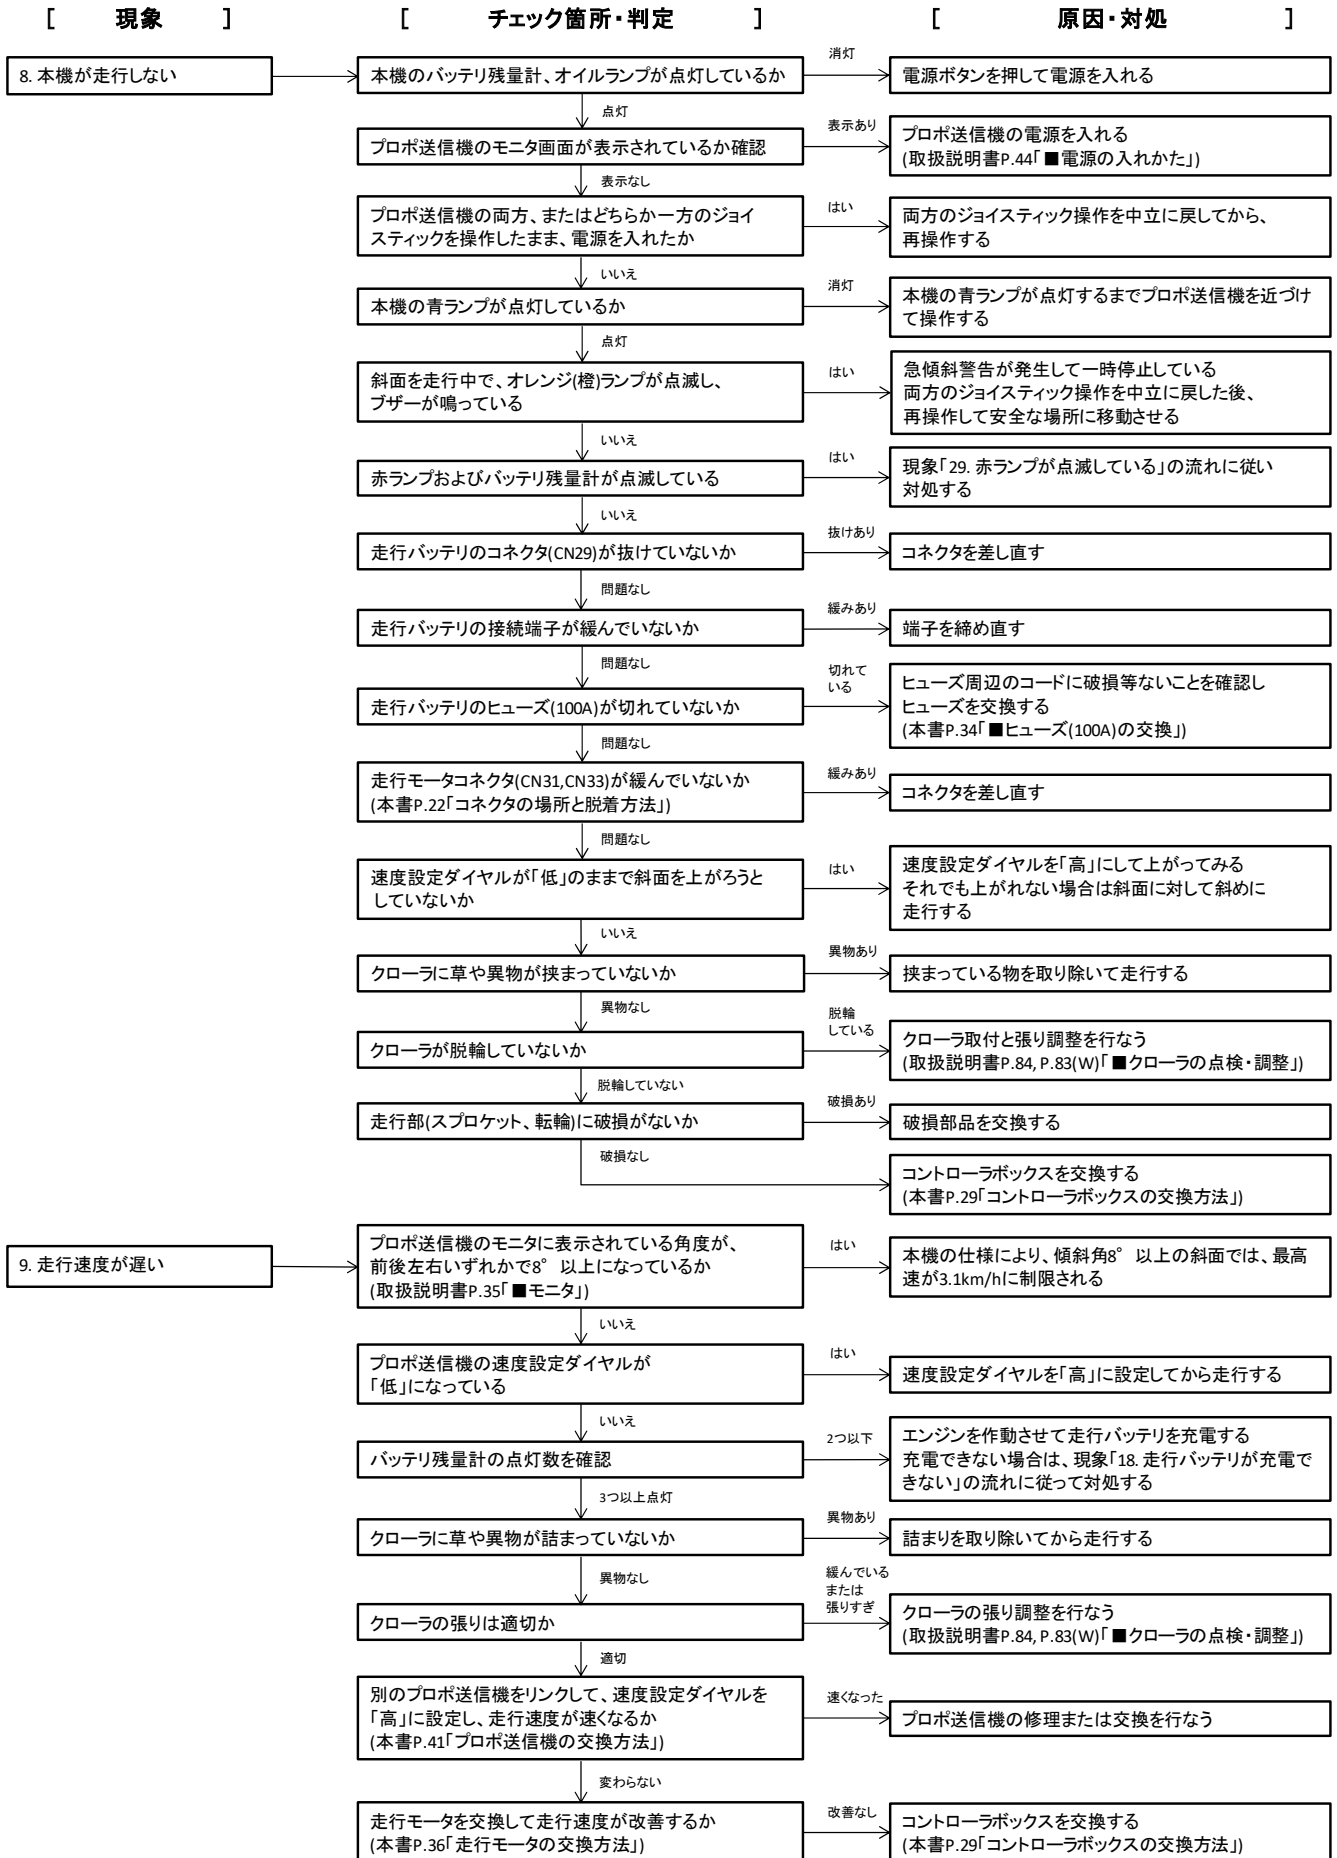 [ 現象 ]
[ チェック箇所・判定 ]
[ 原因・対処 ]
8. 本機が走行しない
本機のバッテリ残量計、オイルランプが点灯しているか
消灯
電源ボタンを押して電源を入れる
点灯
プロポ送信機のモニタ画面が表示されているか確認
表示あり
プロポ送信機の電源を入れる
(取扱説明書P.44「■電源の入れかた」)
表示なし
プロポ送信機の両方、またはどちらか一方のジョイ
スティックを操作したまま、電源を入れたか
はい
両方のジョイスティック操作を中立に戻してから、
再操作する
いいえ
本機の青ランプが点灯しているか
消灯
本機の青ランプが点灯するまでプロポ送信機を近づけ
て操作する
点灯
斜面を走行中で、オレンジ(橙)ランプが点滅し、
ブザーが鳴っている
はい
急傾斜警告が発生して一時停止している
両方のジョイスティック操作を中立に戻した後、
再操作して安全な場所に移動させる
いいえ
赤ランプおよびバッテリ残量計が点滅している
はい
現象「29. 赤ランプが点滅している」の流れに従い
対処する
いいえ
走行バッテリのコネクタ(CN29)が抜けていないか
抜けあり
コネクタを差し直す
問題なし
走行バッテリの接続端子が緩んでいないか
緩みあり
端子を締め直す
問題なし
走行バッテリのヒューズ(100A)が切れていないか
切れて
いる
ヒューズ周辺のコードに破損等ないことを確認し
ヒューズを交換する
(本書P.34「■ヒューズ(100A)の交換」)
問題なし
走行モータコネクタ(CN31,CN33)が緩んでいないか
(本書P.22「コネクタの場所と脱着方法」)
緩みあり
コネクタを差し直す
問題なし
速度設定ダイヤルが「低」のままで斜面を上がろうと
していないか
はい
速度設定ダイヤルを「高」にして上がってみる
それでも上がれない場合は斜面に対して斜めに
走行する
いいえ
クローラに草や異物が挟まっていないか
異物あり
挟まっている物を取り除いて走行する
異物なし
クローラが脱輪していないか
脱輪
している
クローラ取付と張り調整を行なう
(取扱説明書P.84, P.83(W)「■クローラの点検・調整」)
脱輪していない
走行部(スプロケット、転輪)に破損がないか
破損あり
破損部品を交換する
破損なし
コントローラボックスを交換する
(本書P.29「コントローラボックスの交換方法」)
9. 走行速度が遅い
プロポ送信機のモニタに表示されている角度が、
前後左右いずれかで8° 以上になっているか
(取扱説明書P.35「■モニタ」)
はい
本機の仕様により、傾斜角8° 以上の斜面では、最高
速が3.1km/hに制限される
いいえ
プロポ送信機の速度設定ダイヤルが
「低」になっている
はい
速度設定ダイヤルを「高」に設定してから走行する
いいえ
バッテリ残量計の点灯数を確認
2つ以下
エンジンを作動させて走行バッテリを充電する
充電できない場合は、現象「18. 走行バッテリが充電で
きない」の流れに従って対処する
3つ以上点灯
クローラに草や異物が詰まっていないか
異物あり
詰まりを取り除いてから走行する
異物なし
クローラの張りは適切か
緩んでいる
または
張りすぎ
クローラの張り調整を行なう
(取扱説明書P.84, P.83(W)「■クローラの点検・調整」)
適切
別のプロポ送信機をリンクして、速度設定ダイヤルを
「高」に設定し、走行速度が速くなるか
(本書P.41「プロポ送信機の交換方法」)
速くなった
プロポ送信機の修理または交換を行なう
変わらない
走行モータを交換して走行速度が改善するか
(本書P.36「走行モータの交換方法」)
改善なし
コントローラボックスを交換する
(本書P.29「コントローラボックスの交換方法」)